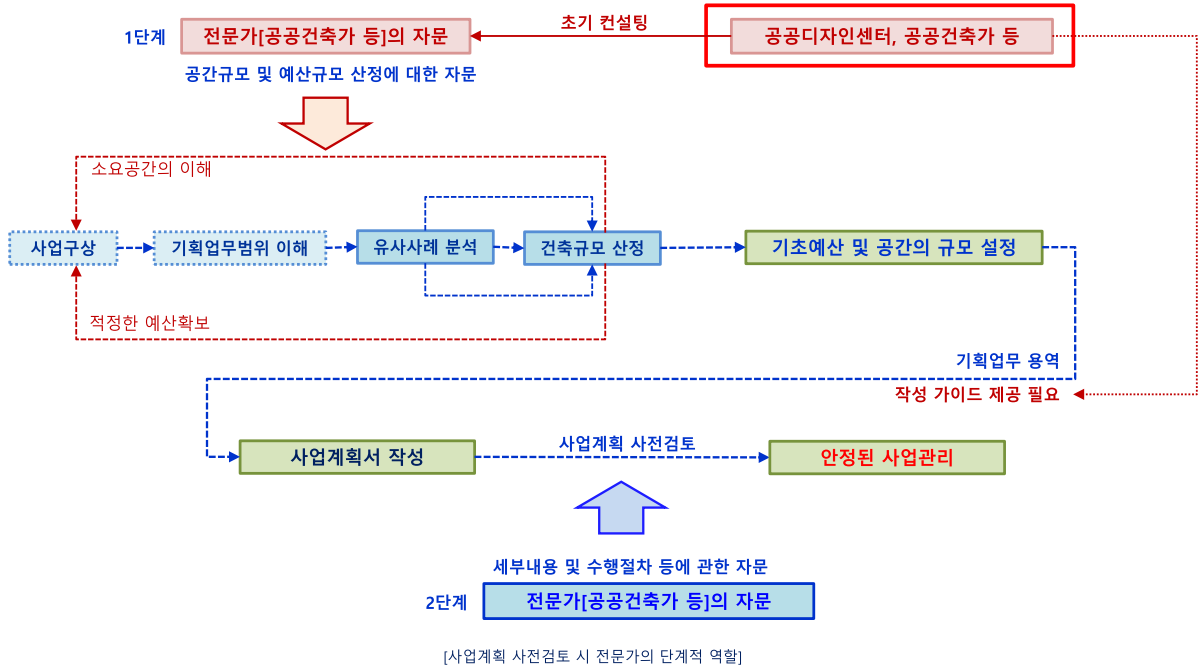 1단계
전문가[공공건축가 등]의 자문
초기 컨설팅
공공디자인센터, 공공건축가 등
공간규모 및 예산규모 산정에 대한 자문
소요공간의 이해
사업구상
기획업무범위 이해
유사사례 분석
건축규모 산정
기초예산 및 공간의 규모 설정
적정한 예산확보
기획업무 용역
작성 가이드 제공 필요
사업계획서 작성
사업계획 사전검토
안정된 사업관리
세부내용 및 수행절차 등에 관한 자문
2단계
전문가[공공건축가 등]의 자문
[사업계획 사전검토 시 전문가의 단계적 역할]